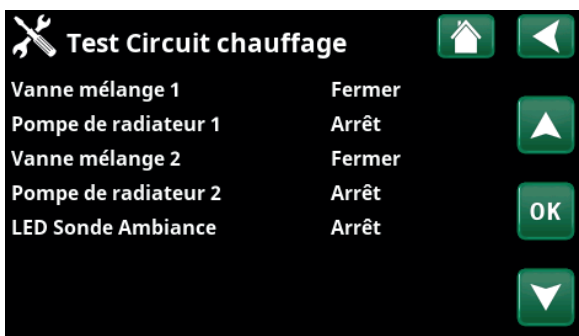 Test Circuit chauffage
Vanne mélange 1 Fermer
Pompe de radiateur 1 Arrêt
Vanne mélange 2 Fermer
Pompe de radiateur 2 Arrêt
LED Sonde Ambiance Arrêt
OK